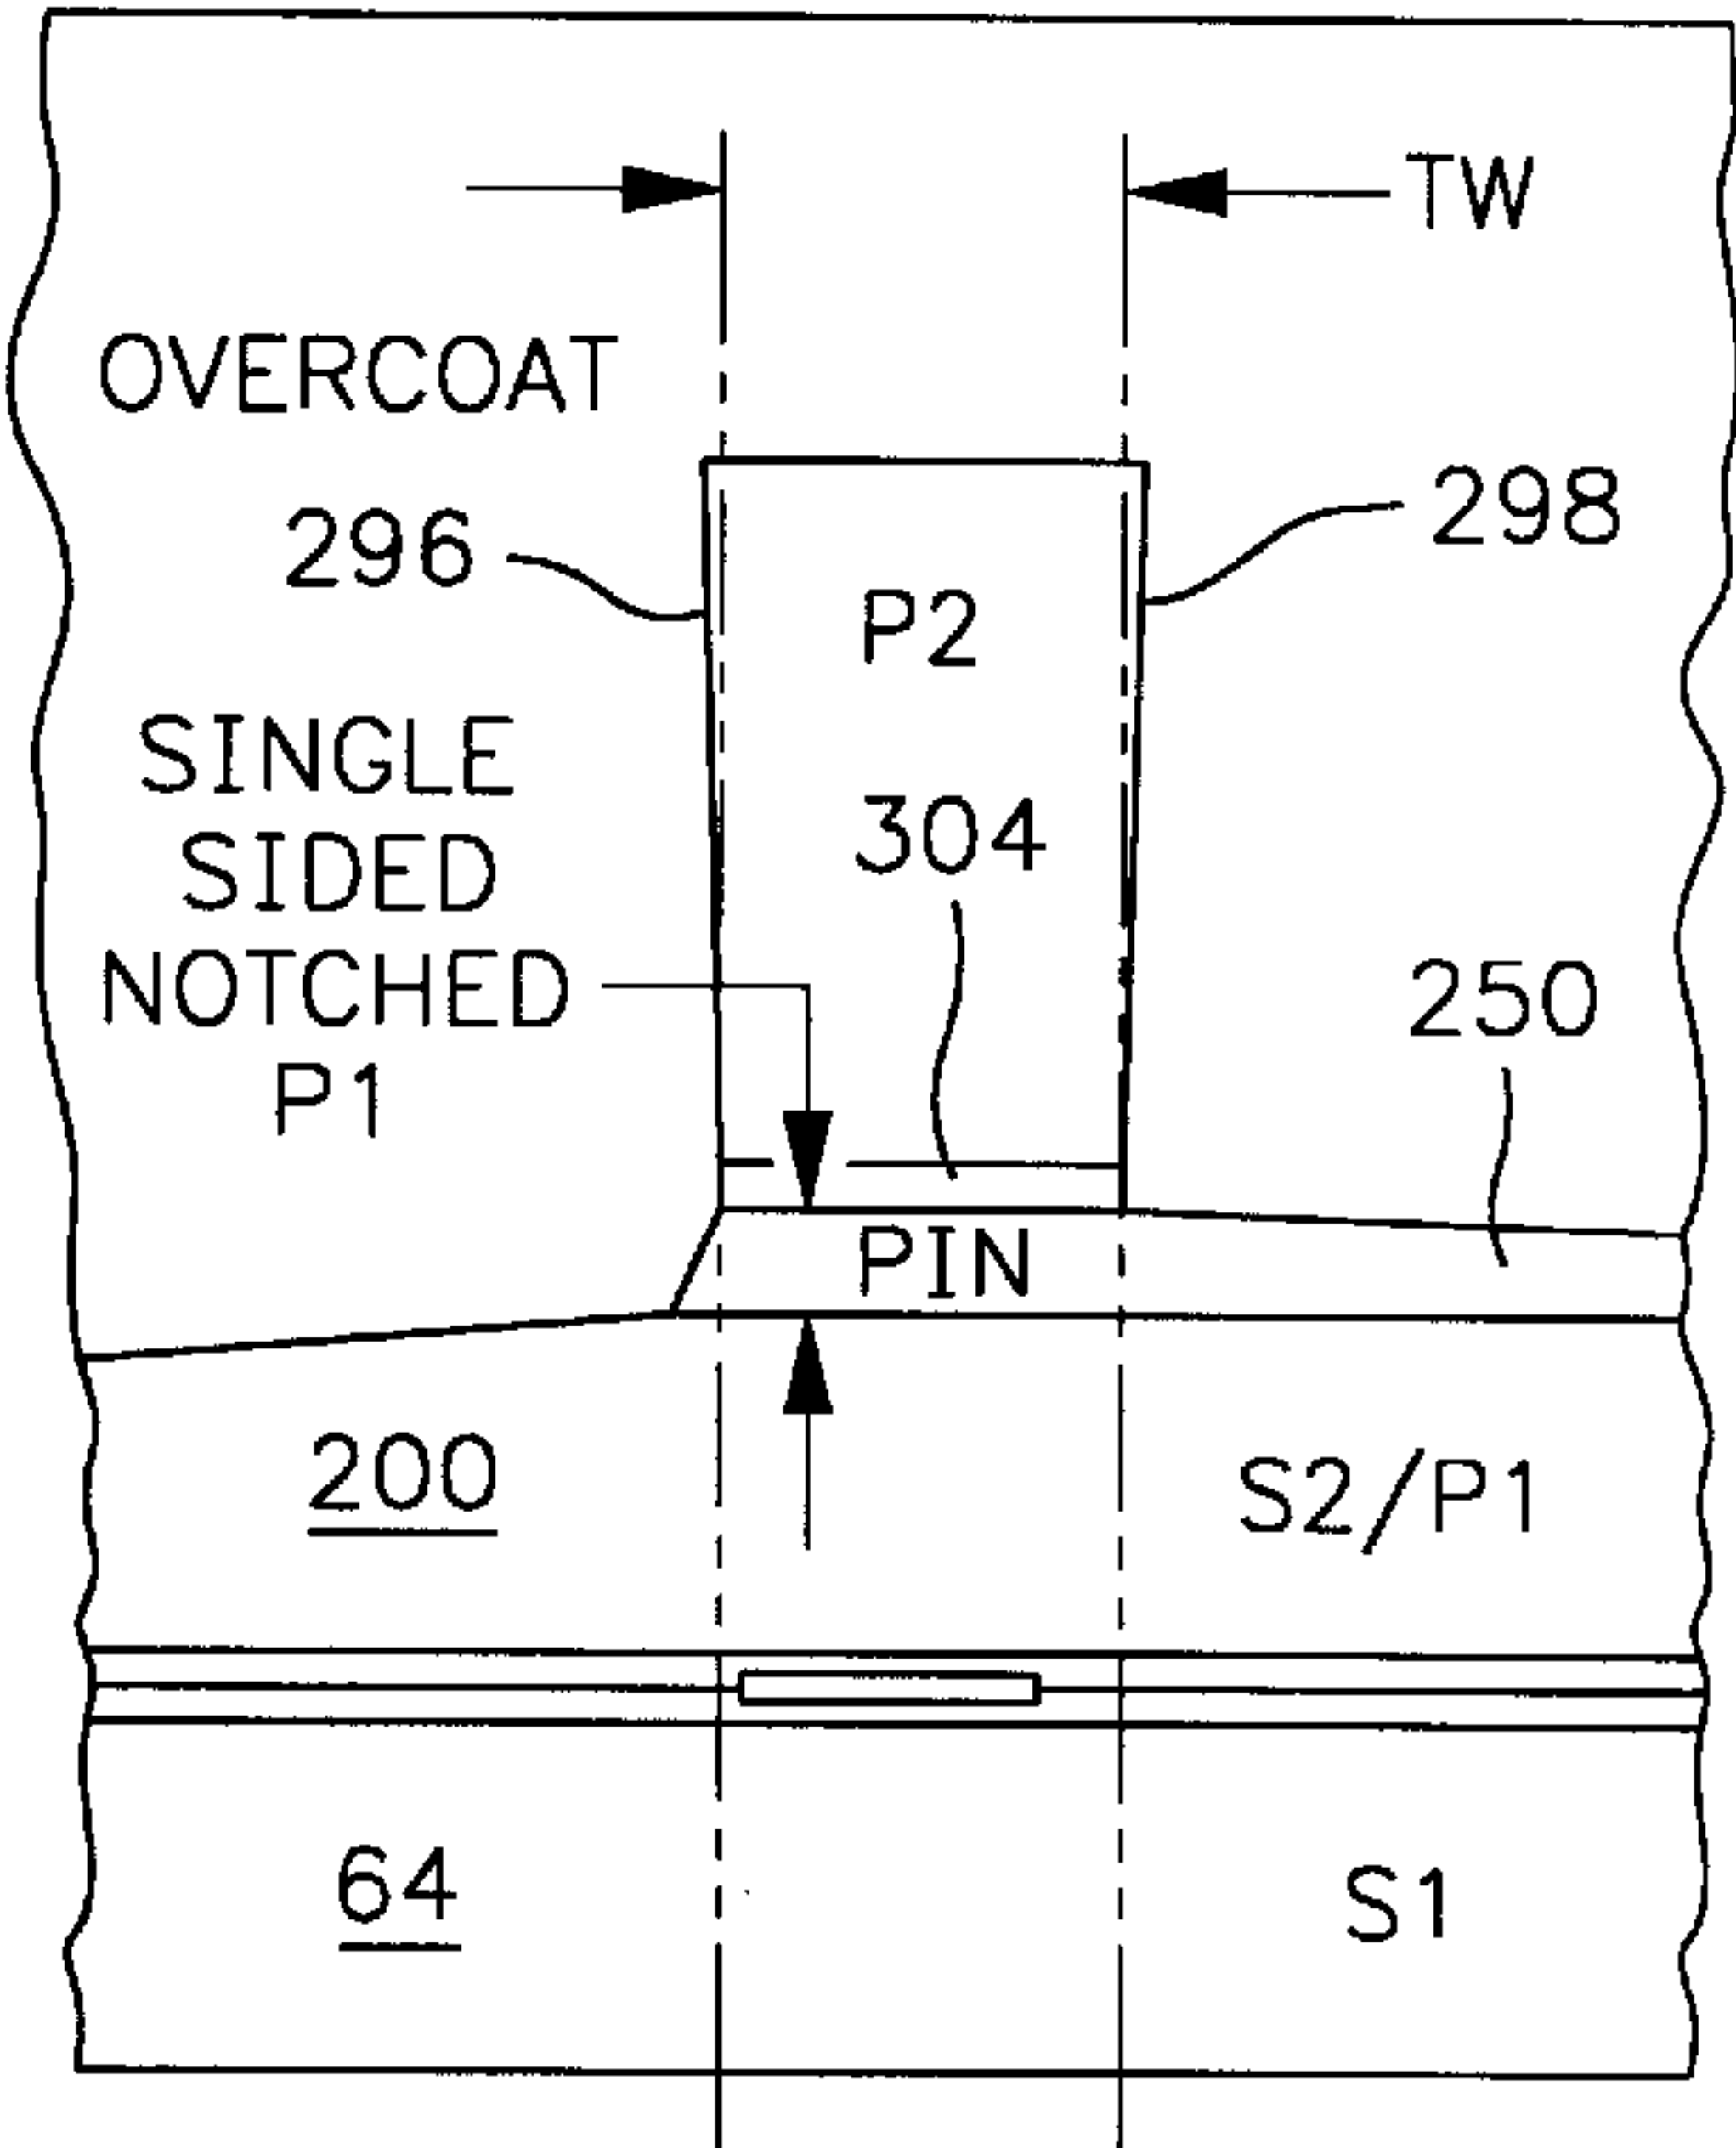 TW
OVERCOAT
296
298
P2
SINGLE
SIDED
NOTCHED
P1
304
250
PIN
200
S2/P1
64
S1